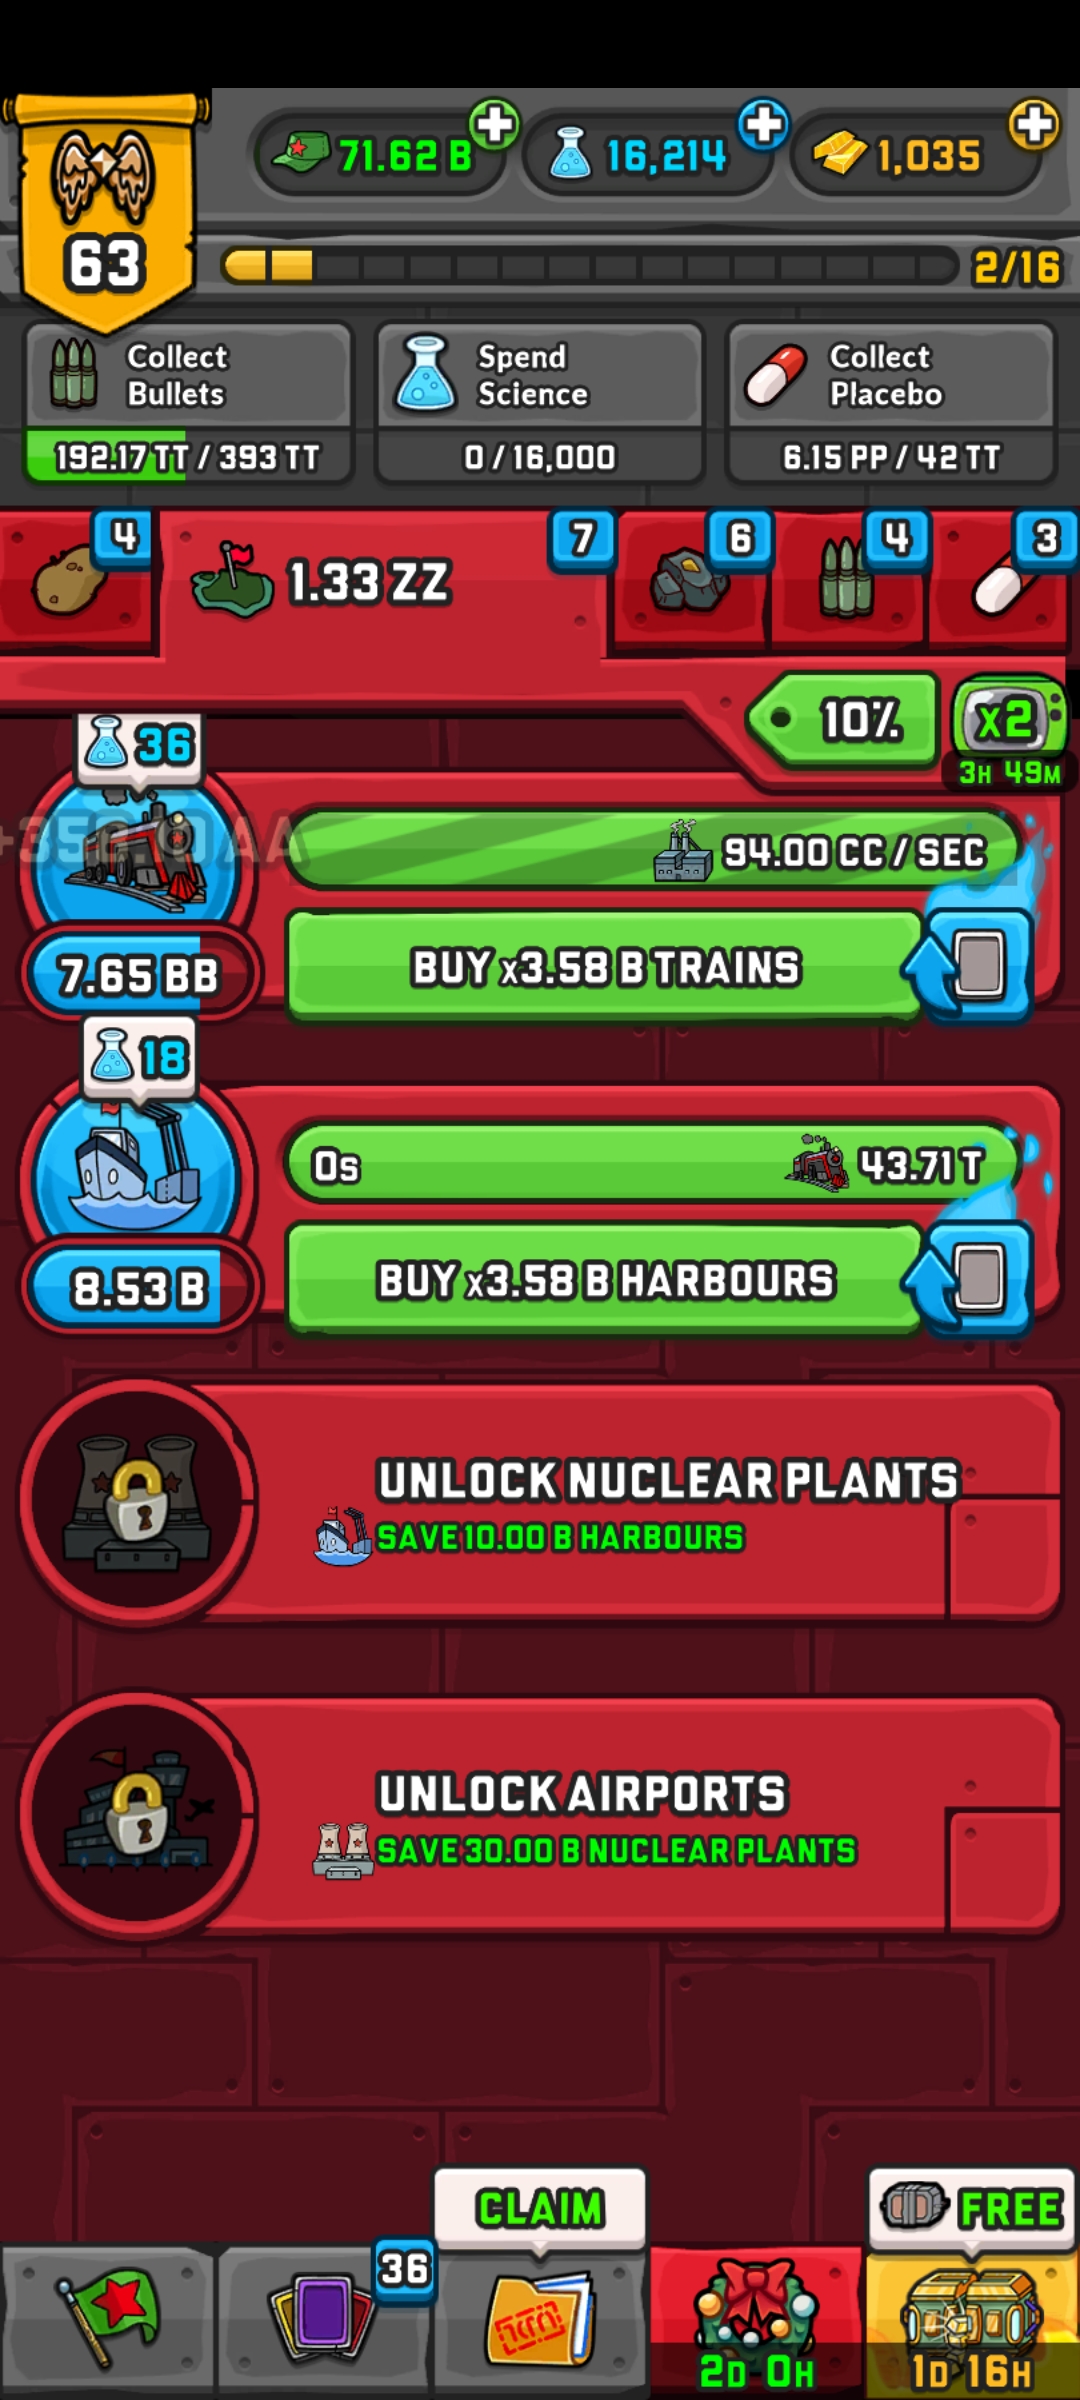 71.62 B
16,214
1,035
63
2/16
Collect
Bullets
192.17 TT / 393 TT
Spend
Science
0 / 16,000
Collect
Placebo
6.15 PP / 42 TT
4
1.33 ZZ
7
6
4
3
10%
x2
3H 49M
36
94.00 CC / SEC
BUY x3.58 B TRAINS
7.65 BB
18
0s
43.71 T
BUY x3.58 B HARBOURS
8.53 B
UNLOCK NUCLEAR PLANTS
SAVE 10.00 B HARBOURS
UNLOCK AIRPORTS
SAVE 30.00 B NUCLEAR PLANTS
CLAIM
FREE
36
2D 0H
1D 16H